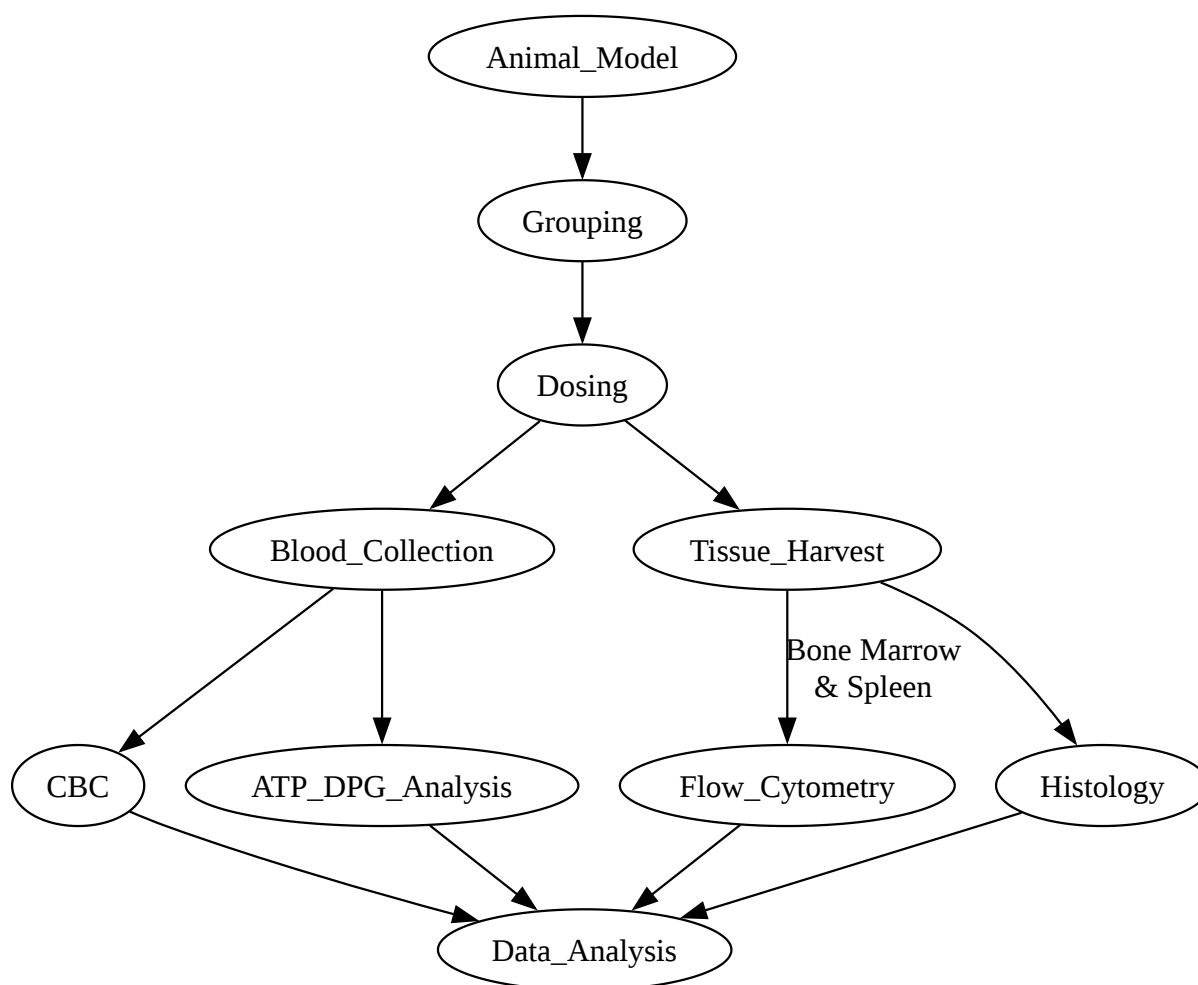 Animal_Model
Grouping
Dosing
Blood_Collection
Tissue_Harvest
Bone Marrow
& Spleen
CBC
ATP_DPG_Analysis
Flow_Cytometry
Histology
Data_Analysis